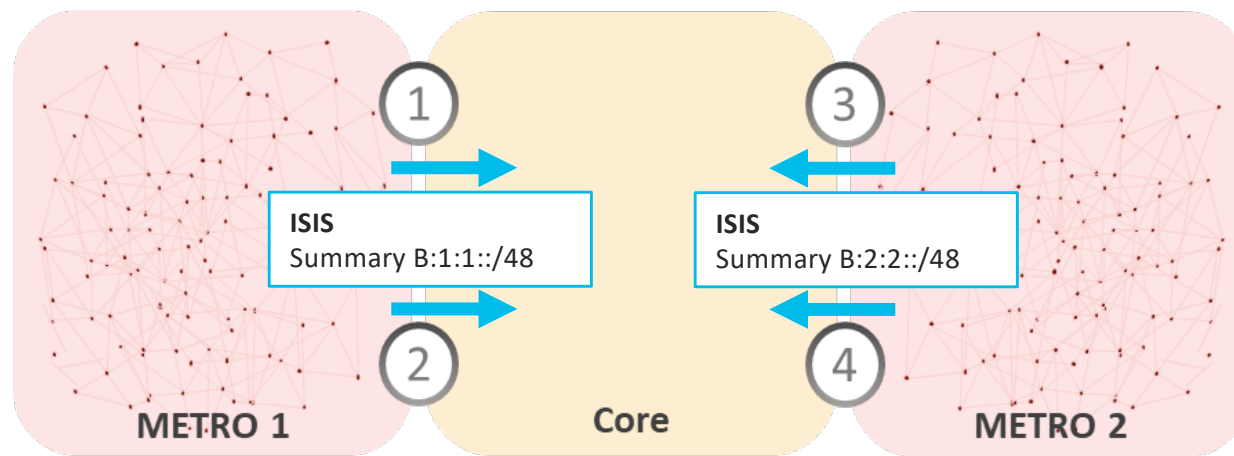 1
3
ISIS
Summary B:1:1::/48
ISIS
Summary B:2:2::/48
2
4
METRO 1
Core
METRO 2